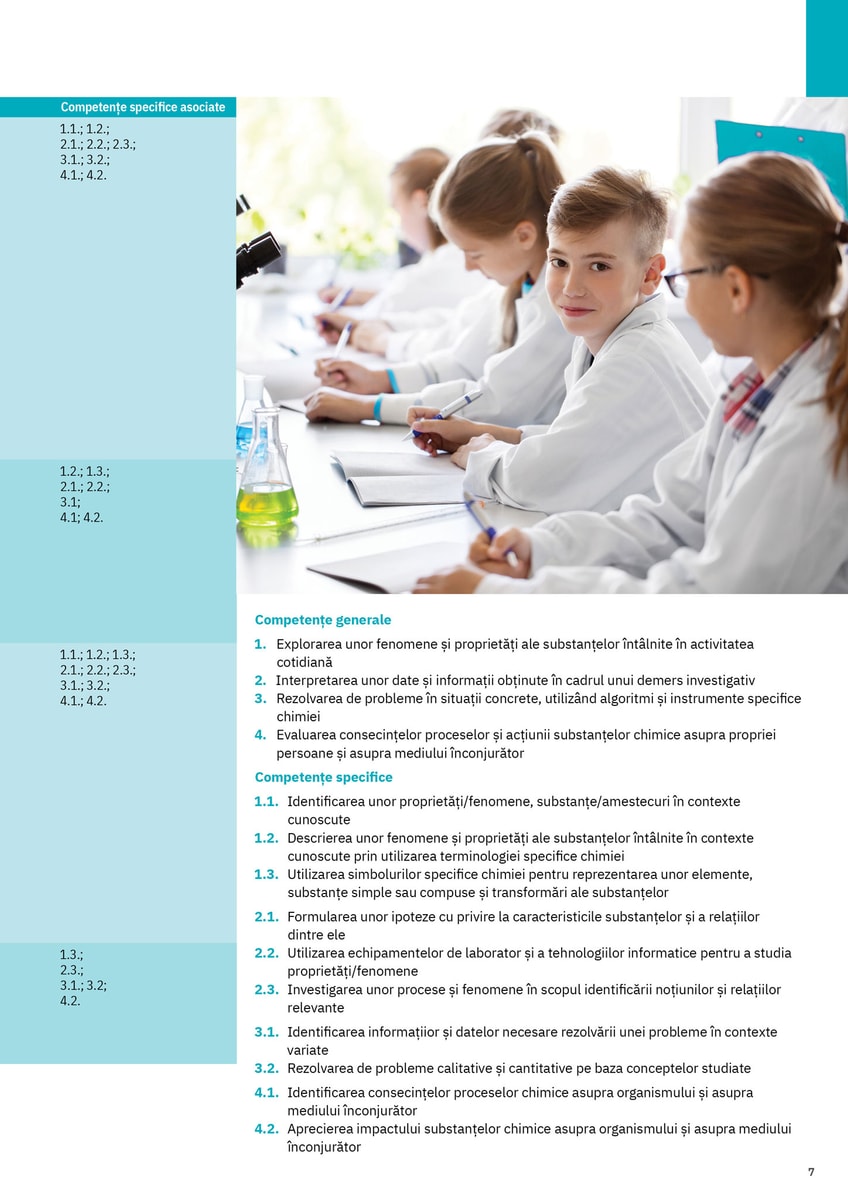 Competențe specifice asociate
1.1.; 1.2.;
2.1.; 2.2.; 2.3.;
3.1.; 3.2.;
4.1.; 4.2.
1.2.; 1.3.;
2.1.; 2.2.;
3.1;
4.1; 4.2.
1.1.; 1.2.; 1.3.;
2.1.; 2.2.; 2.3.;
3.1.; 3.2.;
4.1.; 4.2.
1.3.;
2.3.;
3.1.; 3.2;
4.2.
Competențe generale
1. Explorarea unor fenomene și proprietăți ale substanțelor întâlnite în activitatea
cotidiană
2. Interpretarea unor date și informații obținute în cadrul unui demers investigativ
3. Rezolvarea de probleme în situații concrete, utilizând algoritmi și instrumente specifice
chimiei
4. Evaluarea consecințelor proceselor și acțiunii substanțelor chimice asupra propriei
persoane și asupra mediului înconjurător
Competențe specifice
1.1. Identificarea unor proprietăți/fenomene, substanțe/amestecuri în contexte
cunoscute
1.2. Descrierea unor fenomene și proprietăți ale substanțelor întâlnite în contexte
cunoscute prin utilizarea terminologiei specifice chimiei
1.3. Utilizarea simbolurilor specifice chimiei pentru reprezentarea unor elemente,
substanțe simple sau compuse și transformări ale substanțelor
2.1. Formularea unor ipoteze cu privire la caracteristicile substanțelor și a relațiilor
dintre ele
2.2. Utilizarea echipamentelor de laborator și a tehnologiilor informatice pentru a studia
proprietăți/fenomene
2.3. Investigarea unor procese și fenomene în scopul identificării noțiunilor și relațiilor
relevante
3.1. Identificarea informațiior și datelor necesare rezolvării unei probleme în contexte
variate
3.2. Rezolvarea de probleme calitative și cantitative pe baza conceptelor studiate
4.1. Identificarea consecințelor proceselor chimice asupra organismului și asupra
mediului înconjurător
4.2. Aprecierea impactului substanțelor chimice asupra organismului și asupra mediului
înconjurător
7